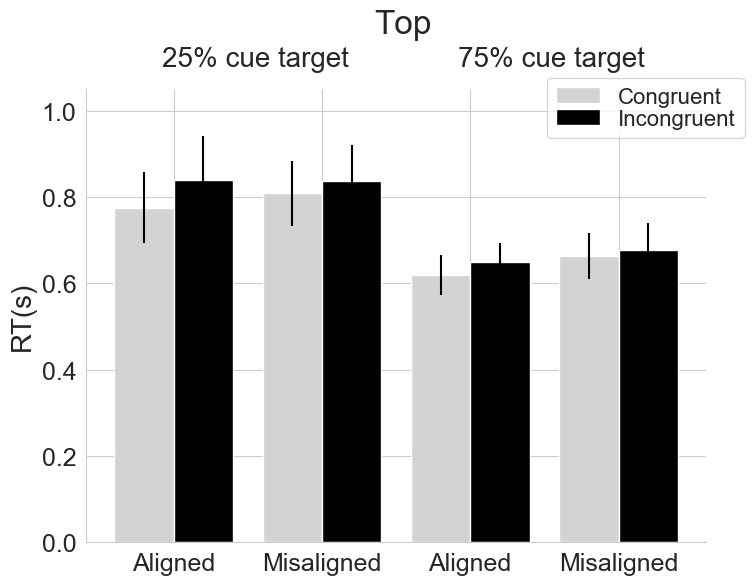 Top
25% cue target 75% cue target
Congruent
Incongruent
1.0
0.8
0.6
0.4
0.2
0.0
RT(s)
Aligned Misaligned Aligned Misaligned